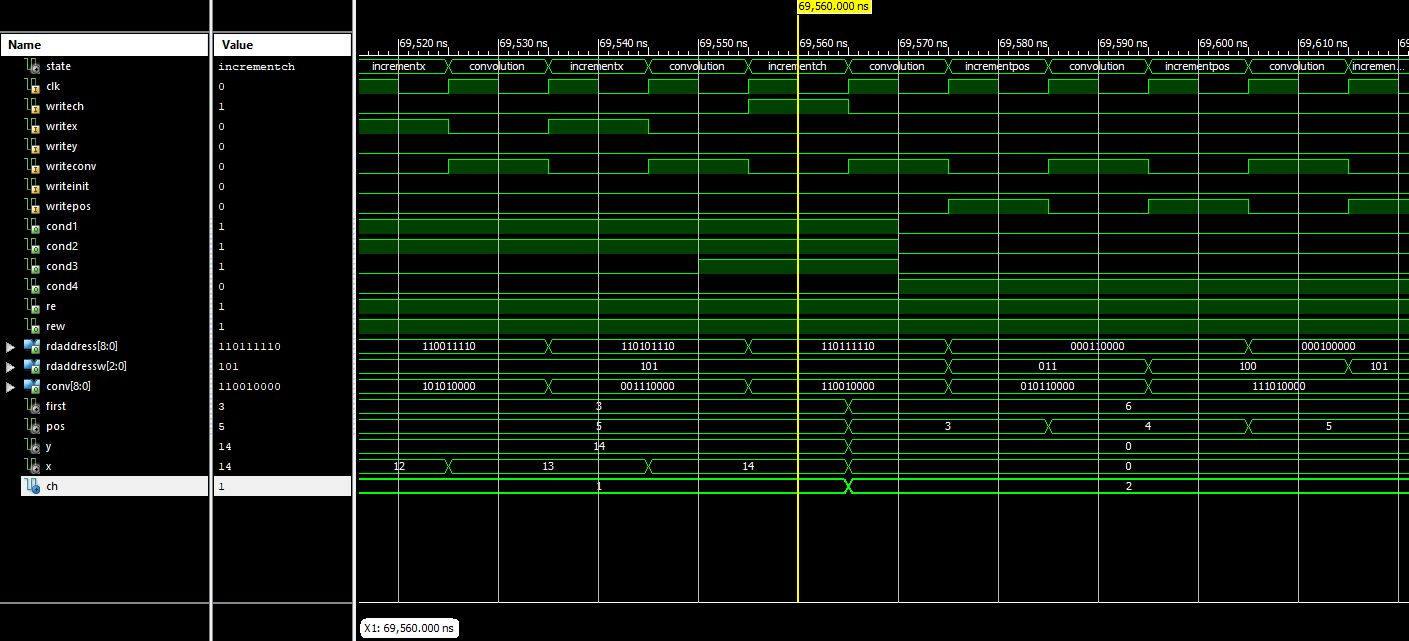 69,560.000 ns
Name Value 69,520 ns 69,530 ns 69,540 ns 69,550 ns 69,560 ns 69,570 ns 69,580 ns 69,590 ns 69,600 ns 69,610 ns 69
state incrementch incrementx convolution incrementx convolution incrementch convolution incrementpos convolution incrementpos convolution incremen...
clk 0
writech 1
writex 0
writey 0
writeconv 0
writeinit 0
writepos 0
cond1 1
cond2 1
cond3 1
cond4 0
re 1
rew 1
rdaddress[8:0] 110111110 110011110 110101110 110111110 000110000 000100000
rdaddressw[2:0] 101 101 011 100 101
conv[8:0] 110010000 101010000 001110000 110010000 010110000 111010000
first 3 3 6
pos 5 5 3 4 5
y 14 14 0
x 14 12 13 14 0
ch 1 1 2
X1: 69,560.000 ns